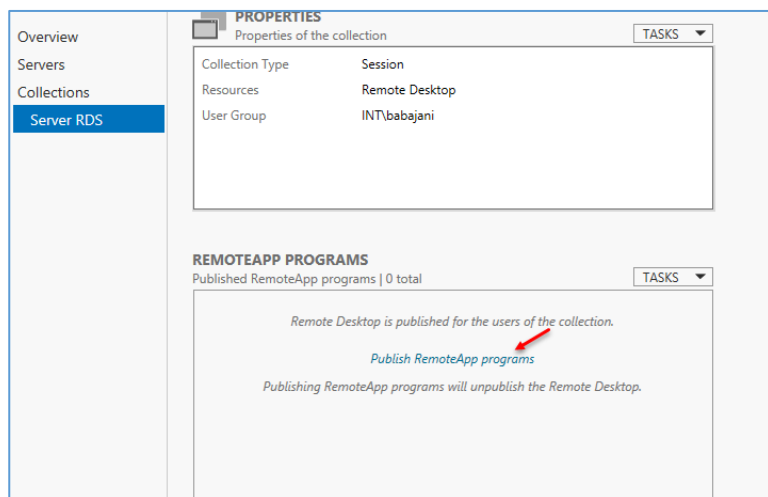 Overview
Servers
Collections
Server RDS
PROPERTIES
Properties of the collection
TASKS
Collection Type Session
Resources Remote Desktop
User Group INT\babajani
REMOTEAPP PROGRAMS
Published RemoteApp programs | 0 total
TASKS
Remote Desktop is published for the users of the collection.
Publish RemoteApp programs
Publishing RemoteApp programs will unpublish the Remote Desktop.